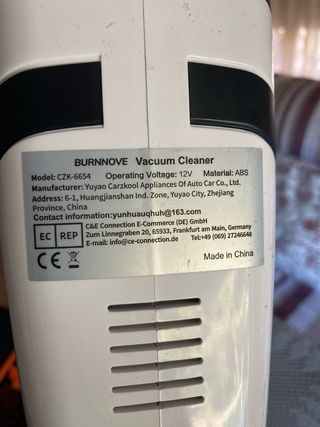 BURNNOVE Vacuum Cleaner
Model: CZK-6654 Operating Voltage: 12V Material: ABS
Manufacturer: Yuyao Carzkool Appliances Of Auto Car Co., Ltd.
Address: 6-1, Huangjianshan Ind. Zone, Yuyao City, Zhejiang
Province, China
Contact information:yunhuauqhuh@163.com
EC REP
C&E Connection E-Commerce (DE) GmbH
Zum Linnegraben 20, 65933, Frankfurt am Main, Germany
E-mail: info@ce-connection.de Tel:+49 (069) 27246648
CE
Made in China